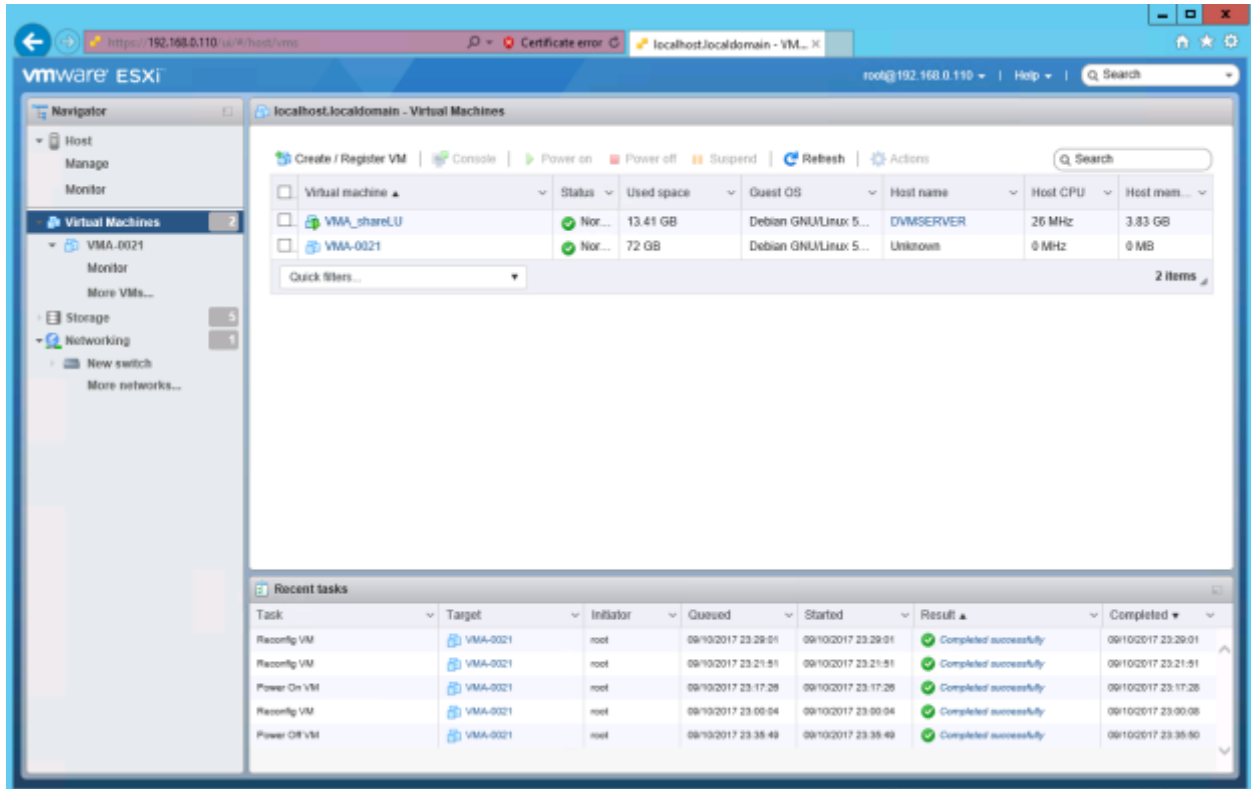 https://192.168.0.110/ui/#/host/vms Certificate error localhost.localdomain - VM...
vmware ESXi root@192.168.0.110 | Help | Search
Navigator
Host
Manage
Monitor
Virtual Machines 2
VMA-0021
Monitor
More VMs...
Storage 5
Networking 1
New switch
More networks...
localhost.localdomain - Virtual Machines
Create / Register VM | Console | Power on Power off Suspend | Refresh | Actions Search
Virtual machine Status Used space Guest OS Host name Host CPU Host mem...
VMA_shareLU Nor... 13.41 GB Debian GNU/Linux 5... DVMSERVER 26 MHz 3.83 GB
VMA-0021 Nor... 72 GB Debian GNU/Linux 5... Unknown 0 MHz 0 MB
Quick filters... 2 items
Recent tasks
Task Target Initiator Queued Started Result Completed
Reconfig VM VMA-0021 root 09/10/2017 23:29:01 09/10/2017 23:29:01 Completed successfully 09/10/2017 23:29:01
Reconfig VM VMA-0021 root 09/10/2017 23:21:51 09/10/2017 23:21:51 Completed successfully 09/10/2017 23:21:51
Power On VM VMA-0021 root 09/10/2017 23:17:26 09/10/2017 23:17:26 Completed successfully 09/10/2017 23:17:28
Reconfig VM VMA-0021 root 09/10/2017 23:00:04 09/10/2017 23:00:04 Completed successfully 09/10/2017 23:00:08
Power Off VM VMA-0021 root 09/10/2017 23:35:49 09/10/2017 23:35:49 Completed successfully 09/10/2017 23:35:50